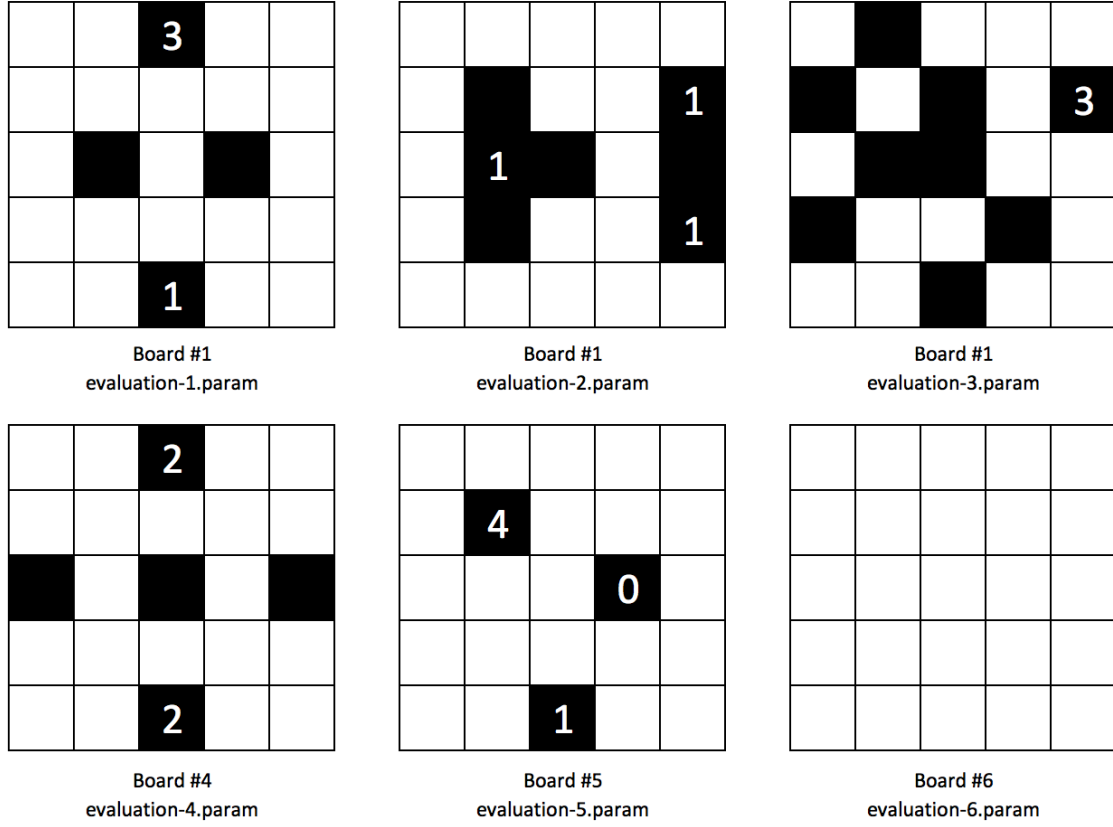 3
1
Board #1
evaluation-1.param
1
1
1
Board #1
evaluation-2.param
3
Board #1
evaluation-3.param
2
2
Board #4
evaluation-4.param
4
0
1
Board #5
evaluation-5.param
Board #6
evaluation-6.param